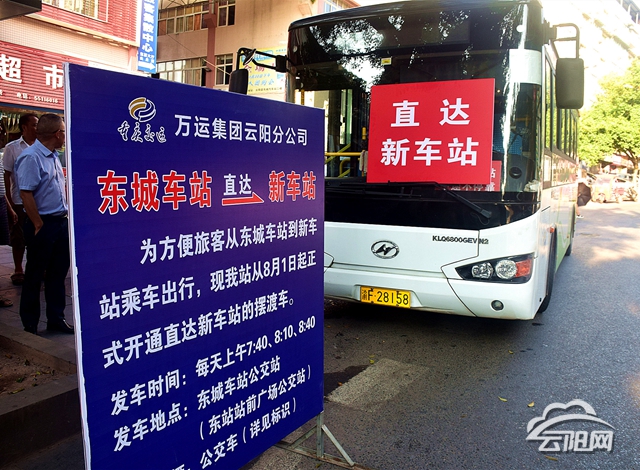 重庆长运
万运集团云阳分公司
东城车站 直达 新车站
为方便旅客从东城车站到新车
站乘车出行，现我站从8月1日起正
式开通直达新车站的摆渡车。
发车时间：每天上午7:40、8:10、8:40
发车地点：东城车站公交站
（东站站前广场公交站）
公交车（详见标识）
直达
新车站
KLQ6800GEVN2
渝F·28158
超市
云阳网